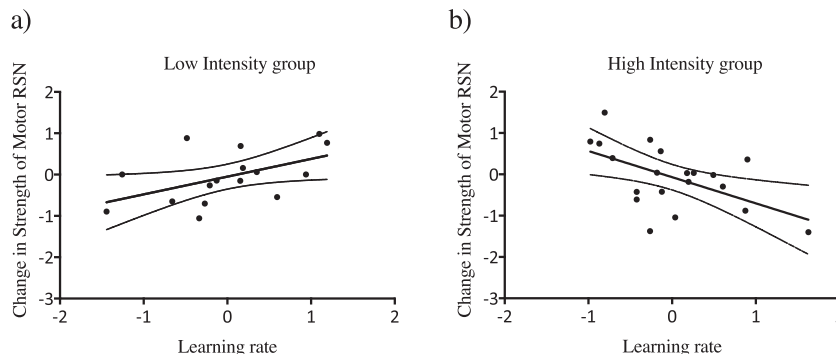 a)
Low Intensity group
Change in Strength of Motor RSN
2
1
0
-1
-2
-3
-2
-1
0
1
2
Learning rate
b)
High Intensity group
Change in Strength of Motor RSN
2
1
0
-1
-2
-3
-2
-1
0
1
Learning rate